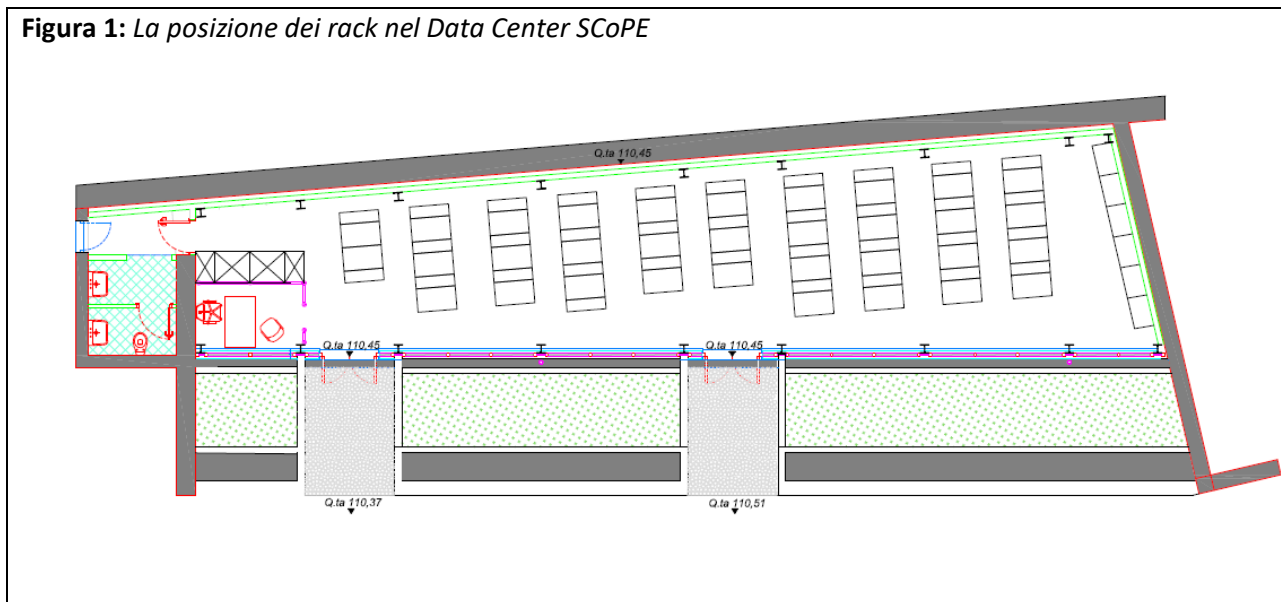 Figura 1: La posizione dei rack nel Data Center SCoPE
Q.ta 110,45
Q.ta 110,45
Q.ta 110,45
Q.ta 110,37
Q.ta 110,51